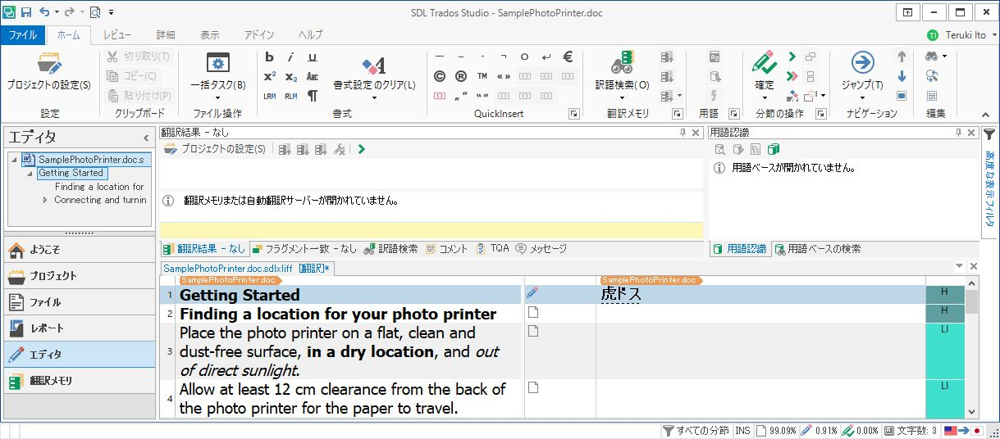 SDL Trados Studio - SamplePhotoPrinter.doc
ファイル ホーム レビュー 詳細 表示 アドイン ヘルプ
TI Teruki Ito
プロジェクトの設定(S)
設定
切り取り(T)
コピー(C)
貼り付け(P)
クリップボード
一括タスク(B)
ファイル操作
b i u
x² x₂ ABC
LRM RLM ¶
書式設定のクリア(L)
書式
— – - ¬ ο ↵ €
© ® TM «»
„ ” “ «»
QuickInsert
訳語検索(O)
翻訳メモリ
用語
確定
分節の操作
ジャンプ(T)
ナビゲーション
編集
エディタ
SamplePhotoPrinter.doc.s
Getting Started
Finding a location for
Connecting and turnin
ようこそ
プロジェクト
ファイル
レポート
エディタ
翻訳メモリ
翻訳結果 - なし
プロジェクトの設定(S)
翻訳メモリまたは自動翻訳サーバーが開かれていません。
翻訳結果 - なし フラグメント一致 - なし 訳語検索 コメント TQA メッセージ
用語認識
用語ベースが開かれていません。
用語認識 用語ベースの検索
高度な表示フィルタ
SamplePhotoPrinter.doc.sdlxliff [翻訳]*
SamplePhotoPrinter.doc SamplePhotoPrinter.doc
1 Getting Started 虎ドス H
2 Finding a location for your photo printer H
3 Place the photo printer on a flat, clean and
dust-free surface, in a dry location, and out
of direct sunlight. LI
4 Allow at least 12 cm clearance from the back of
the photo printer for the paper to travel. LI
すべての分節 INS 99.09% 0.91% 0.00% 文字数: 3